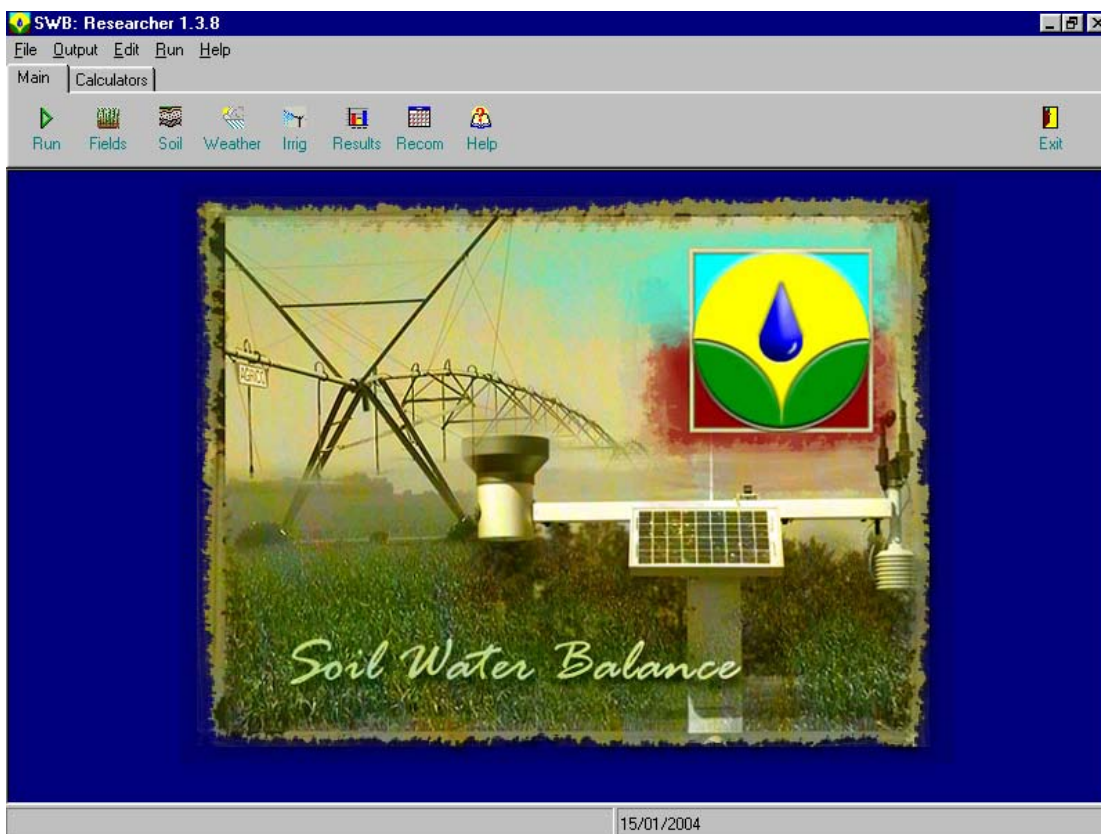 SWB: Researcher 1.3.8
File Output Edit Run Help
Main Calculators
Run Fields Soil Weather Irrig Results Recom Help Exit
AGRICO
Soil Water Balance
15/01/2004